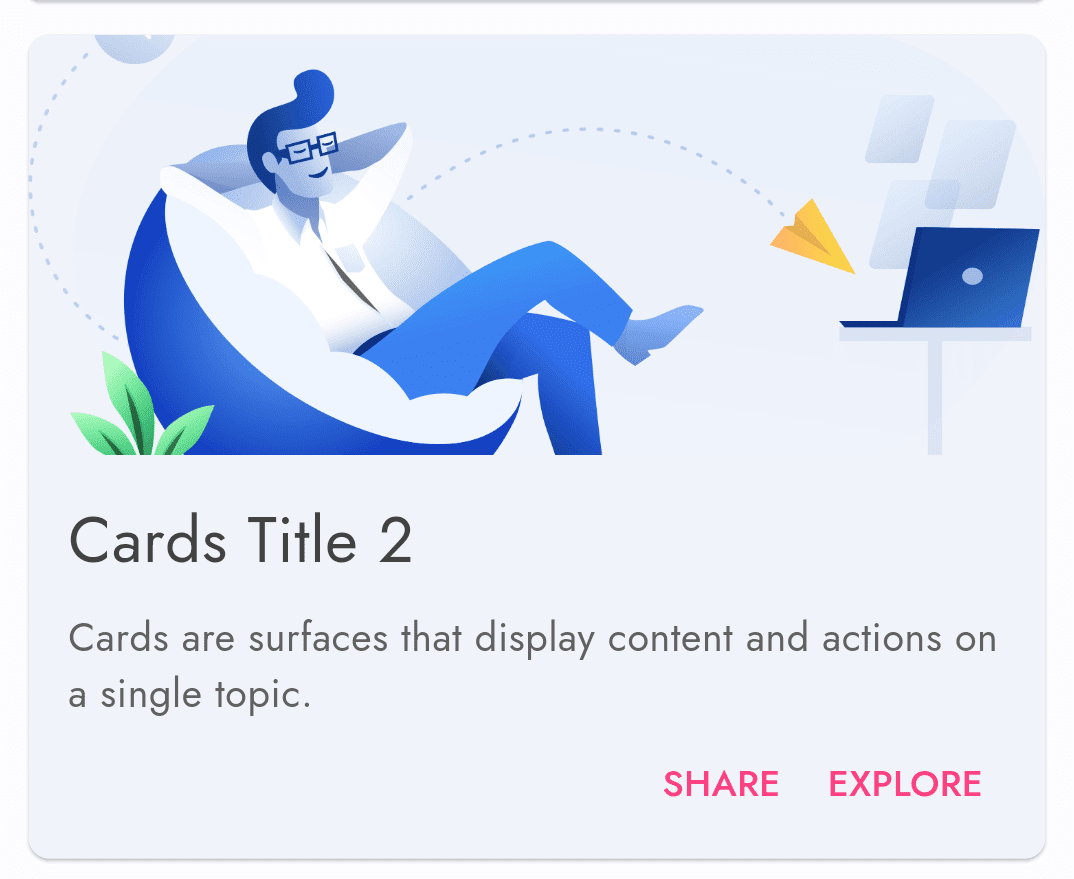 Cards Title 2
Cards are surfaces that display content and actions on
a single topic.
SHARE EXPLORE